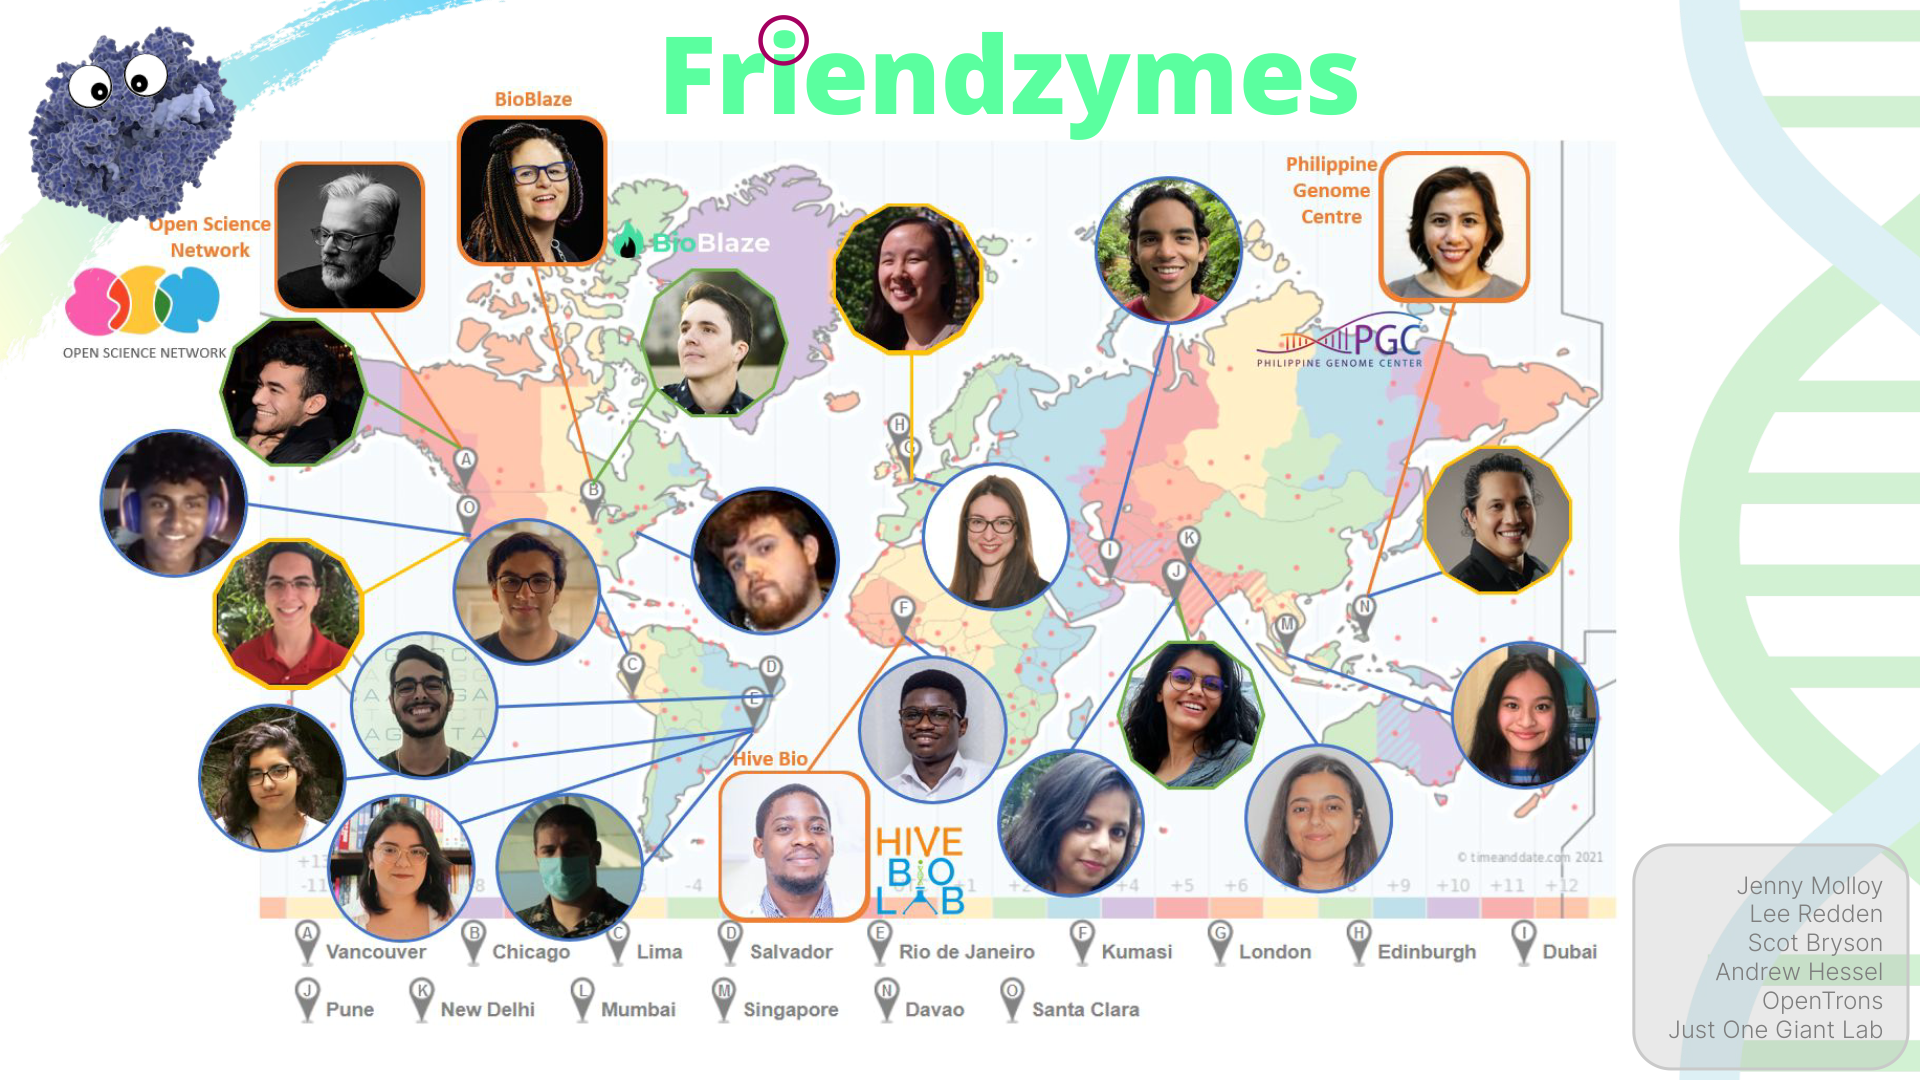 Friendzymes
BioBlaze
Open Science
Network
OPEN SCIENCE NETWORK
BioBlaze
Philippine
Genome
Centre
PGC
PHILIPPINE GENOME CENTER
A
B
C
D
E
F
H
G
I
J
K
M
N
O
Hive Bio
HIVE
BIO
LAB
© timeanddate.com 2021
-11
-4
+1
+4
+5
+6
+9
+10
+11
+12
A Vancouver
B Chicago
C Lima
D Salvador
E Rio de Janeiro
F Kumasi
G London
H Edinburgh
I Dubai
J Pune
K New Delhi
L Mumbai
M Singapore
N Davao
O Santa Clara
Jenny Molloy
Lee Redden
Scot Bryson
Andrew Hessel
OpenTrons
Just One Giant Lab